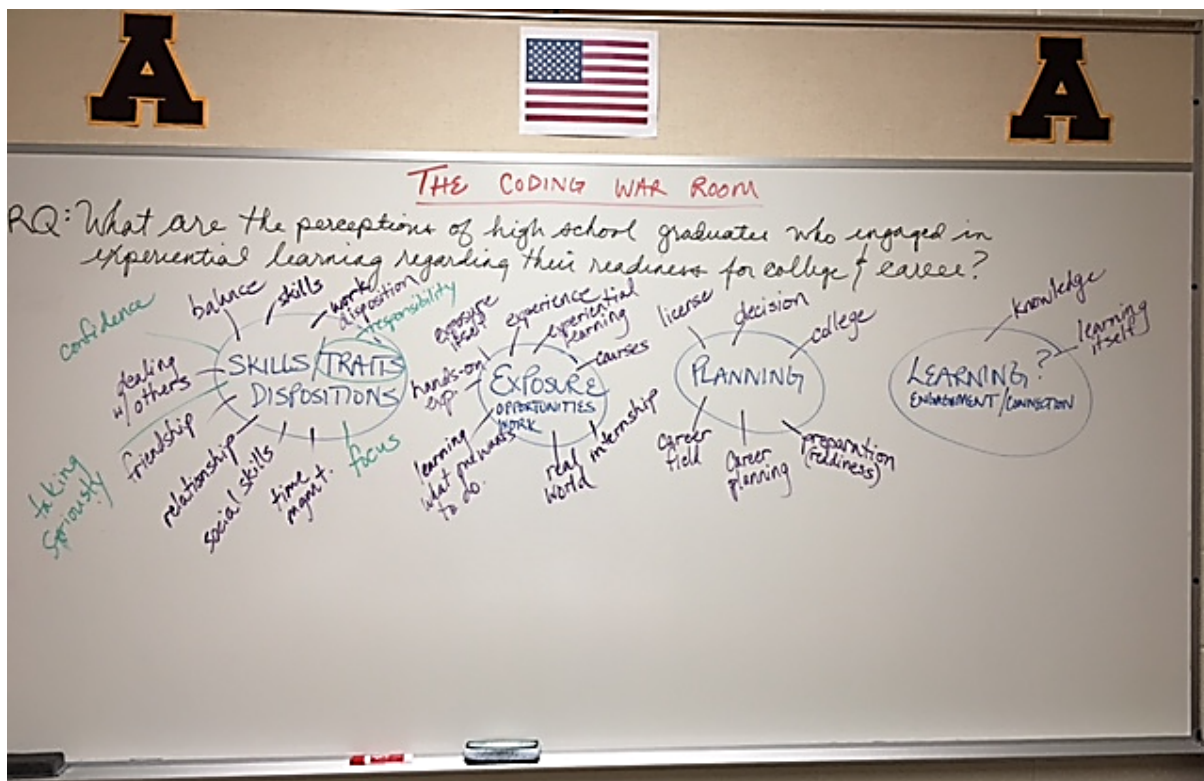 A A
THE CODING WAR ROOM
RQ: What are the perceptions of high school graduates who engaged in
experiential learning regarding their readiness for college & career?
confidence
balance
skills
work
disposition
responsibility
dealing
w/ others
SKILLS/TRAITS
DISPOSITIONS
taking
seriously
friendship
relationship
social skills
time
mgmt.
focus
exposure
itself
experience
experiential
learning
courses
hands-on
exp.
EXPOSURE
OPPORTUNITIES
WORK
learning
what one wants
to do.
real
world
internship
license
decision
college
PLANNING
career
field
Career
planning
preparation
(readiness)
knowledge
learning
itself
LEARNING?
ENGAGEMENT/CONNECTION